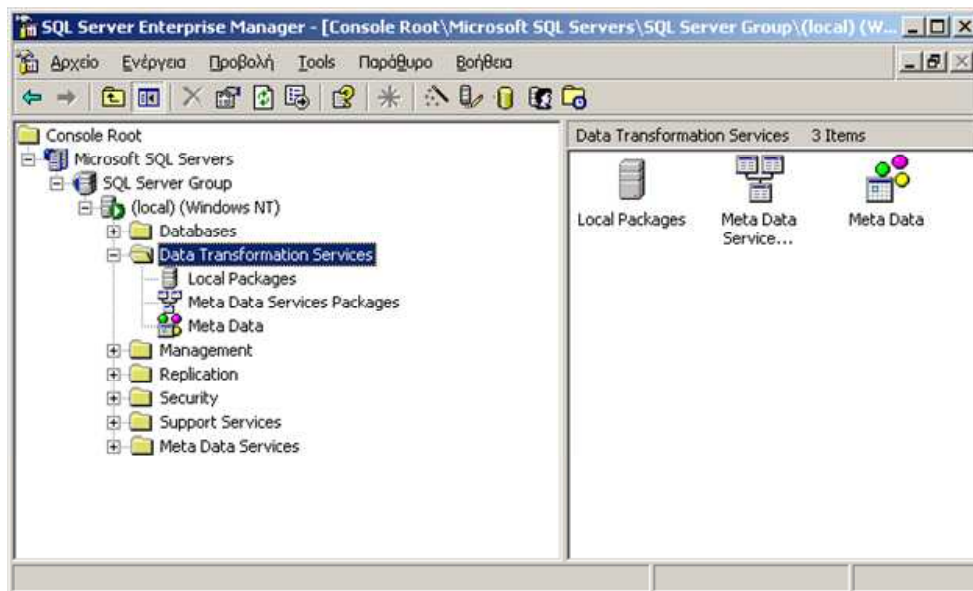 SQL Server Enterprise Manager - [Console Root\Microsoft SQL Servers\SQL Server Group\(local) (W...
Αρχείο Ενέργεια Προβολή Tools Παράθυρο Βοήθεια
Console Root
Microsoft SQL Servers
SQL Server Group
(local) (Windows NT)
Databases
Data Transformation Services
Local Packages
Meta Data Services Packages
Meta Data
Management
Replication
Security
Support Services
Meta Data Services
Data Transformation Services 3 Items
Local Packages
Meta Data Service...
Meta Data